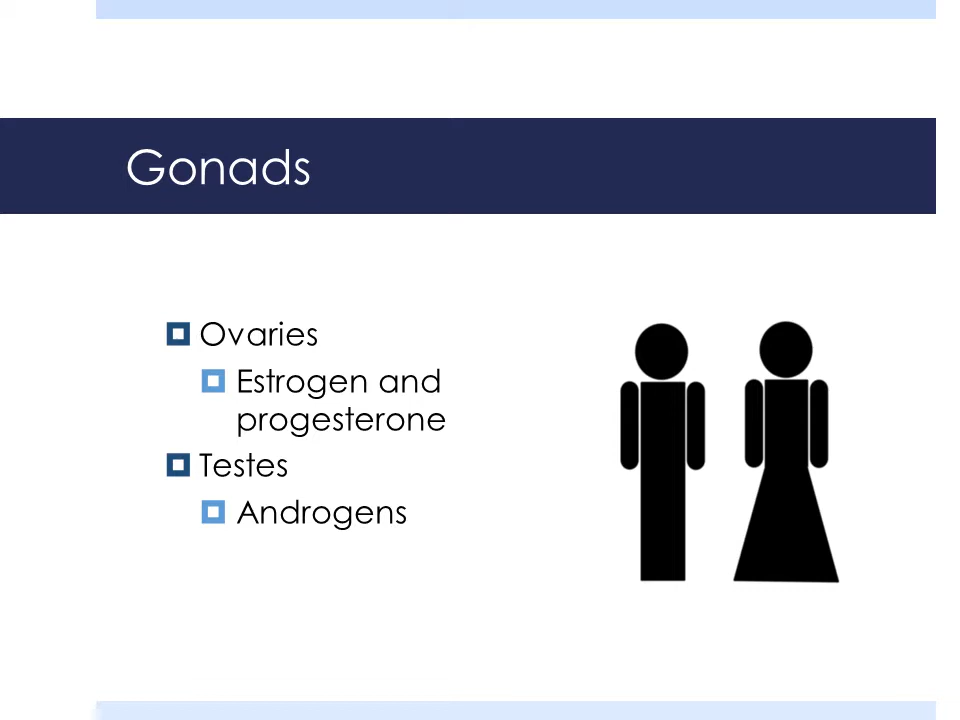 Gonads
Ovaries
Estrogen and
progesterone
Testes
Androgens